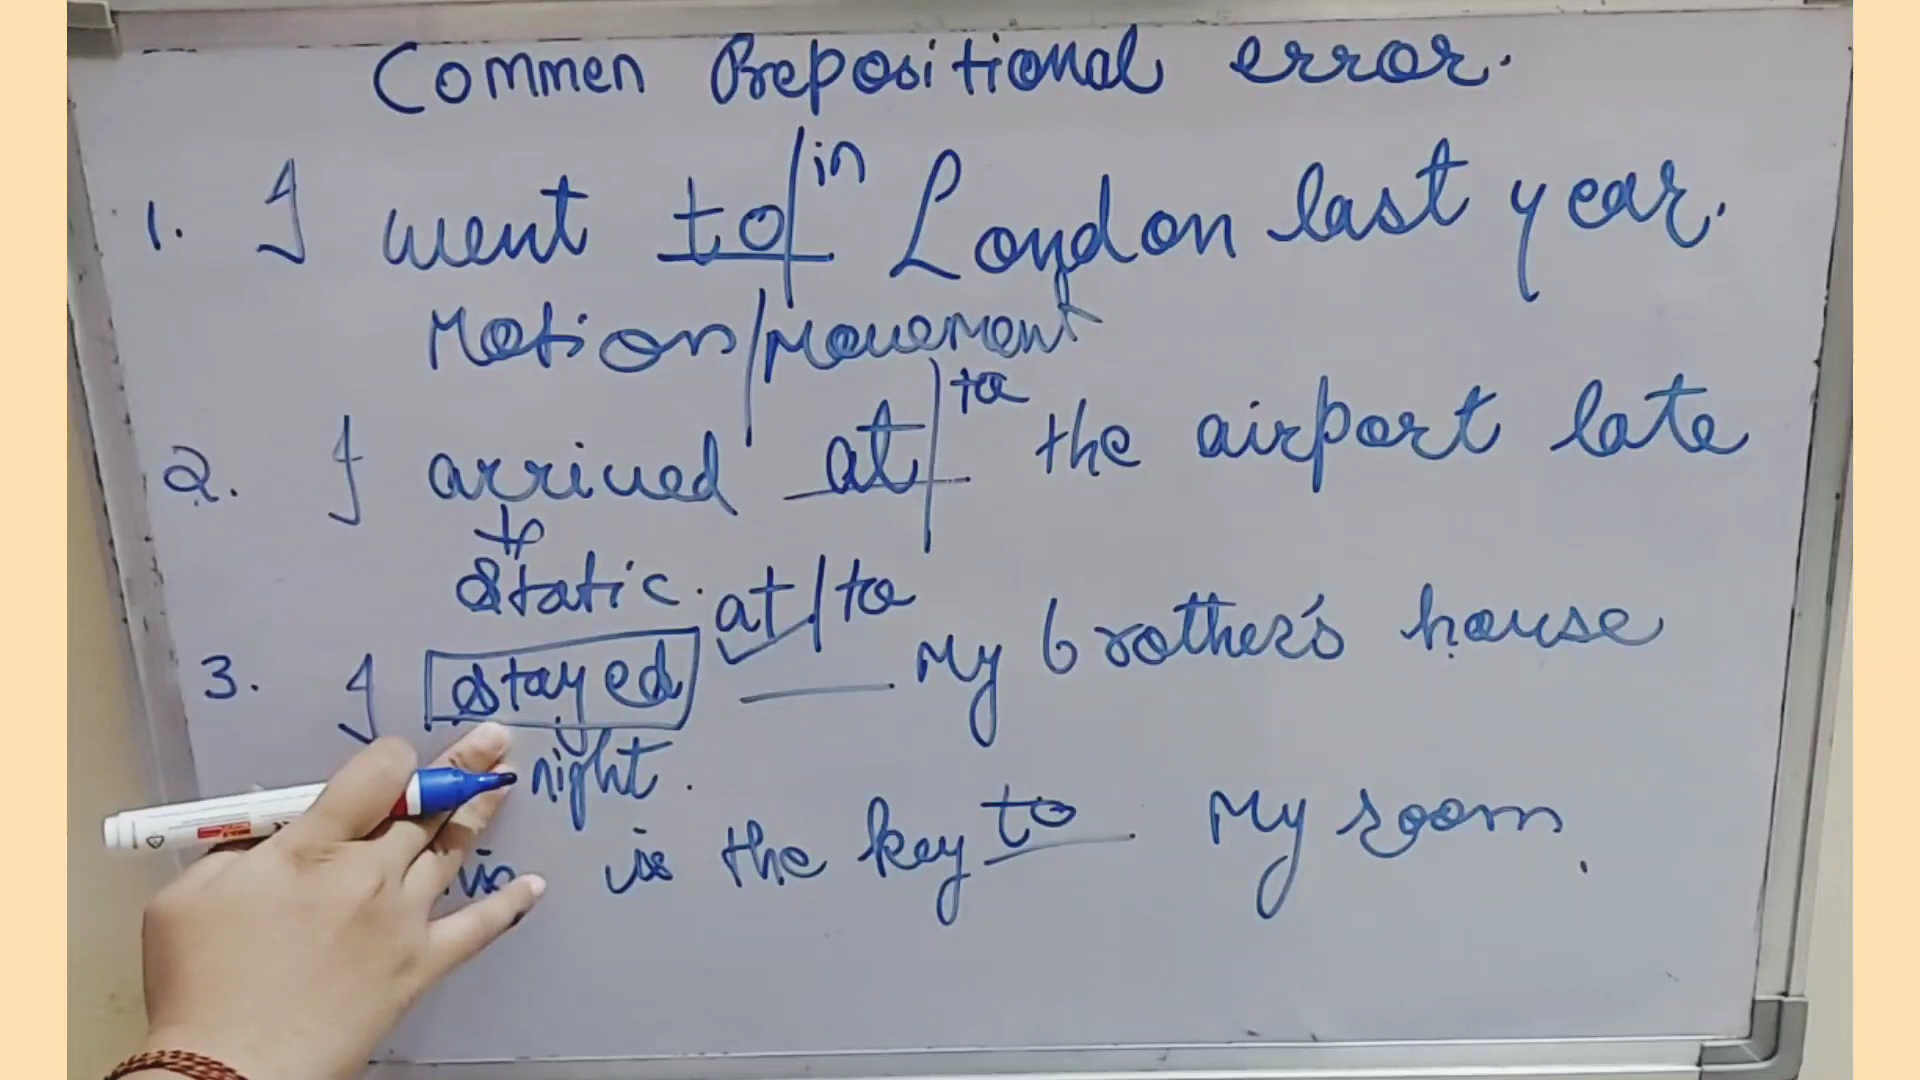 Commen Prepositional error.
1. I went to/in London last year.
Motion/Movement
2. I arrived at/to the airport late
static.
at/to
3. I stayed ___ My brother's house
night.
is the key to My room.